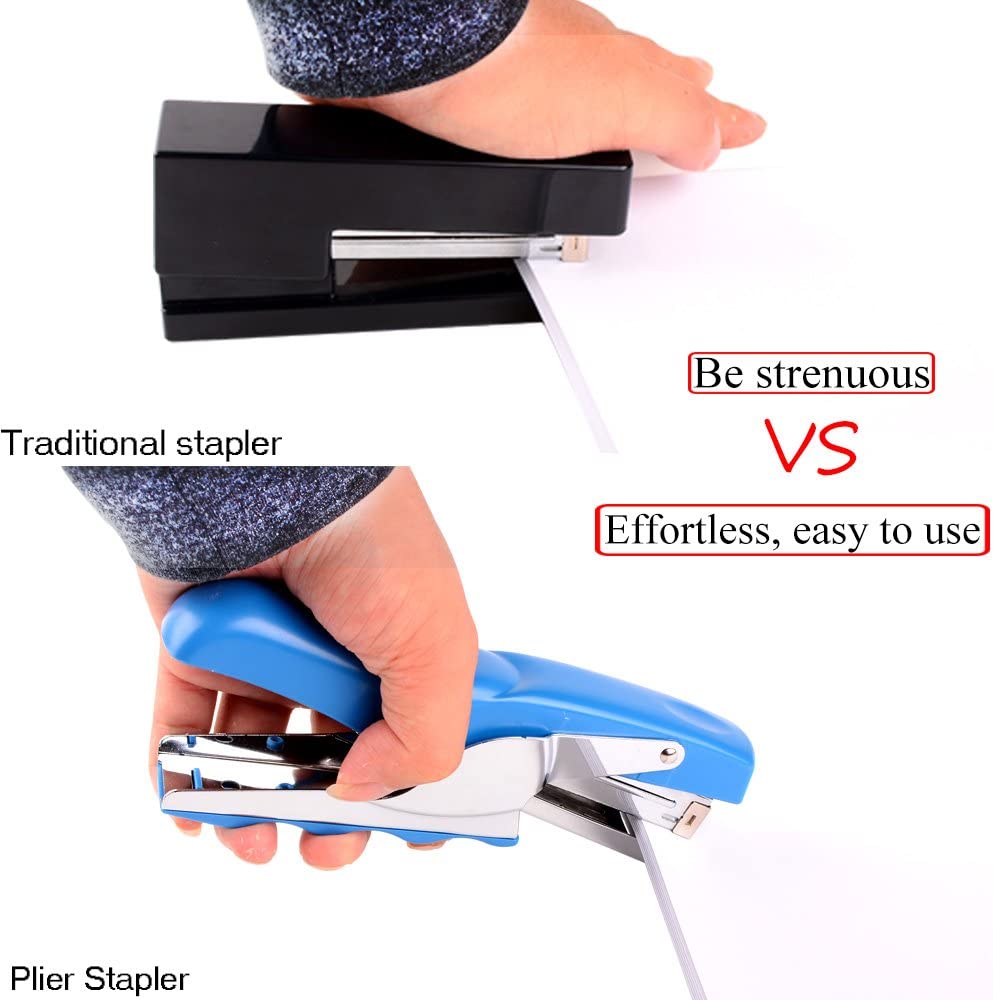 Be strenuous
Traditional stapler
VS
Effortless, easy to use
Plier Stapler